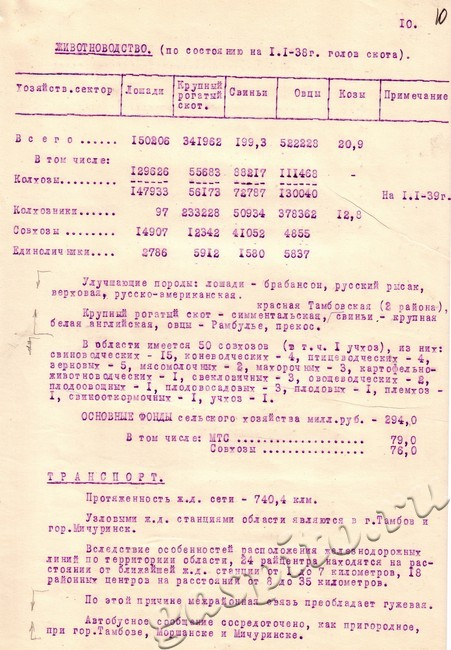 10. 10
ЖИВОТНОВОДСТВО. (по состоянию на I.I-38г. голов скота).
Хозяйств.сектор Лошади Крупный рогатый скот. Свиньи Овцы Козы Примечание
Всего ...... 150206 341962 199,3 522228 20,9
В том числе:
129626 55683 88217 111468 -
Колхозы.........
147933 56173 72787 130040 На I.I-39г.
Колхозники ..... 97 233228 50934 378362 12,8
Совхозы ........ 14907 12342 41052 4855
Единоличники.... 2786 5912 1580 5837
Улучшающие породы: лошади - брабансон, русский рысак,
верховая, русско-американская.
красная Тамбовская (2 района),
Крупный рогатый скот - симментальская, свиньи - крупная
белая английская, овцы - Рамбулье, прекос.
В области имеется 50 совхозов (в т.ч. I учхоз), из них:
свиноводческих - 15, коневодческих - 4, птицеводческих - 4,
зерновых - 5, мясомолочных - 2, махорочных - 3, картофельно-
животноводческих - I, свекловичных - 3, овощеводческих - 2,
плодоовощных - I, плодовосадовых - 3, плодовых - I, племхоз -
I, свинооткормочных - I, учхоз - I.
ОСНОВНЫЕ ФОНДЫ сельского хозяйства милл.руб. - 294,0
В том числе: МТС ................... 79,0
Совхозы ................ 76,0
ТРАНСПОРТ.
Протяженность ж.д. сети - 740,4 клм.
Узловыми ж.д. станциями области являются в г.Тамбов и
гор.Мичуринск.
Вследствие особенностей расположения железнодорожных
линий по территории области, 24 райцентра находятся на рас-
стоянии от ближайшей ж.д. станции от I до 7 километров, 18
районных центров на расстоянии от 8 до 35 километров.
По этой причине межрайонная связь преобладает гужевая.
Автобусное сообщение сосредоточено, как пригородное,
при гор.Тамбове, Моршанске и Мичуринске.